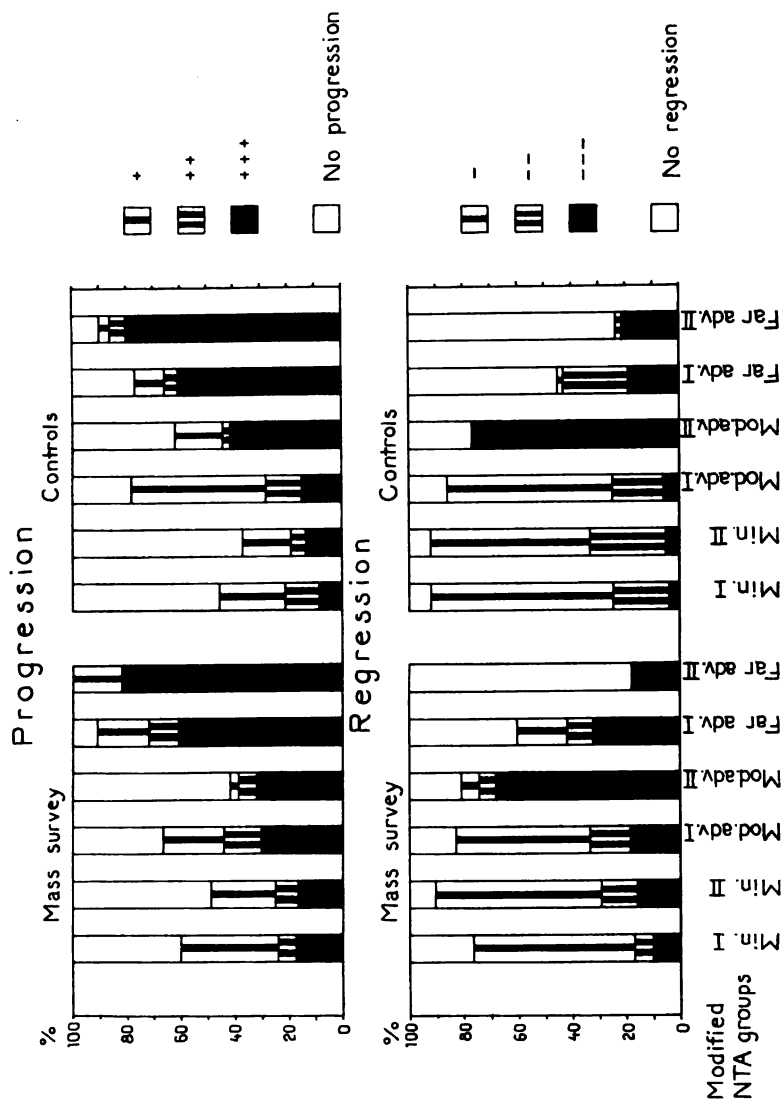 Progression
Mass survey
Controls
%
100
80
60
40
20
0
+
++
+++
No progression
Regression
Mass survey
Controls
100
80
60
40
20
0
-
--
---
No regression
Modified
NTA groups
Min. I
Min. II
Mod.adv.I
Mod.adv.II
Far adv.I
Far adv.II
Min. I
Min. II
Mod.adv.I
Mod.adv.II
Far adv.I
Far adv.II